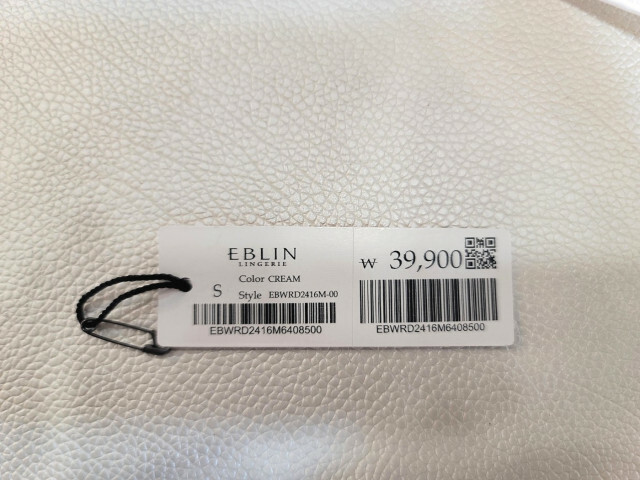 EBLIN
LINGERIE
S
Color CREAM
Style EBWRD2416M-00
EBWRD2416M6408500
₩ 39,900
EBWRD2416M6408500